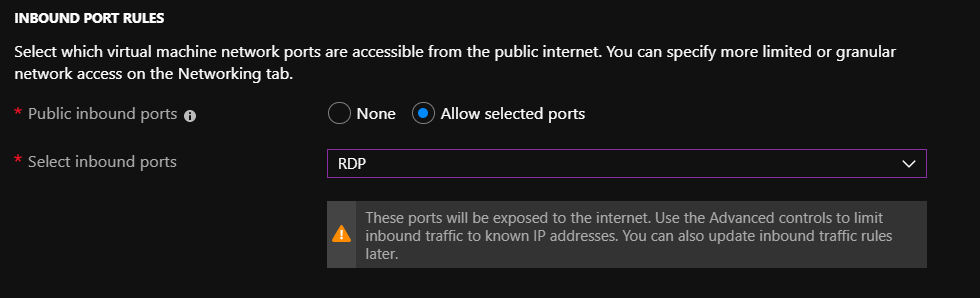 INBOUND PORT RULES
Select which virtual machine network ports are accessible from the public internet. You can specify more limited or granular
network access on the Networking tab.
* Public inbound ports
None
Allow selected ports
* Select inbound ports
RDP
These ports will be exposed to the internet. Use the Advanced controls to limit
inbound traffic to known IP addresses. You can also update inbound traffic rules
later.